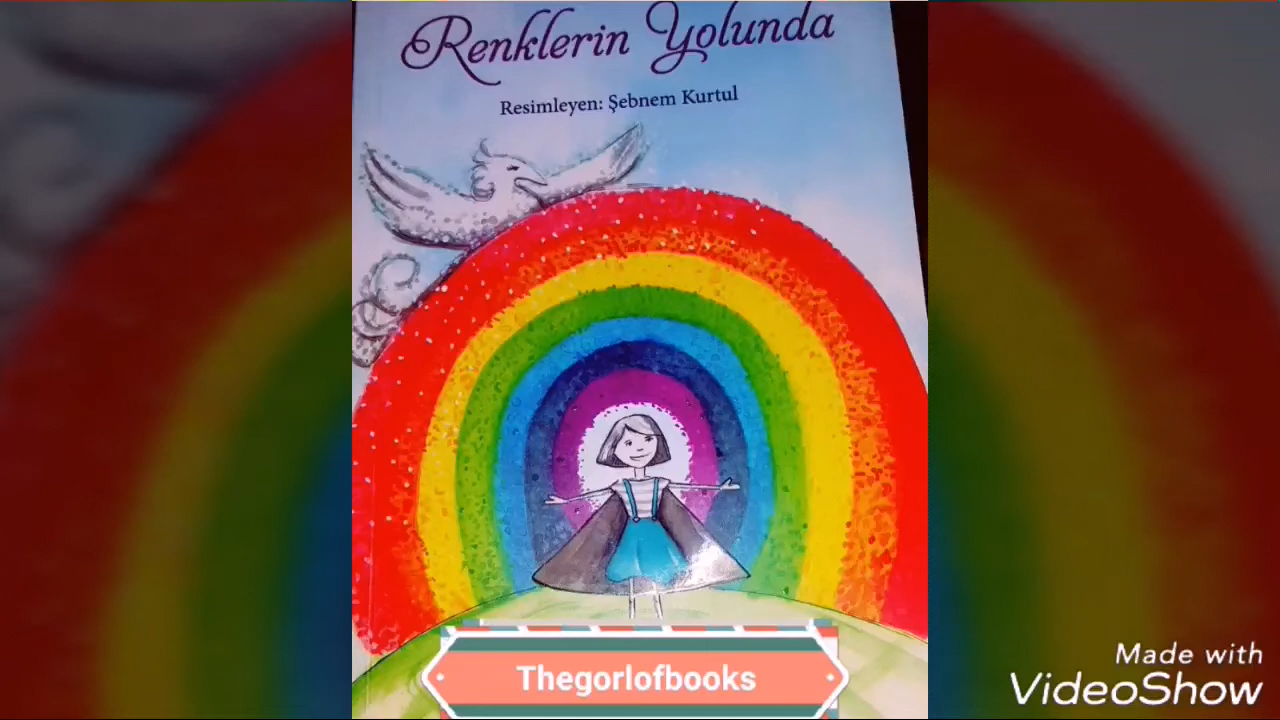 Renklerin Yolunda
Resimleyen: Şebnem Kurtul
Thegorlofbooks
Made with
VideoShow